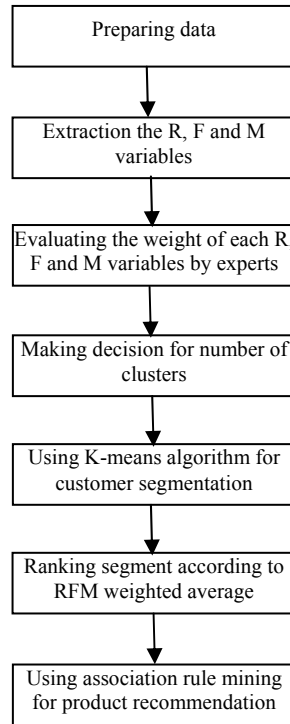 Preparing data
Extraction the R, F and M
variables
Evaluating the weight of each R
F and M variables by experts
Making decision for number of
clusters
Using K-means algorithm for
customer segmentation
Ranking segment according to
RFM weighted average
Using association rule mining
for product recommendation